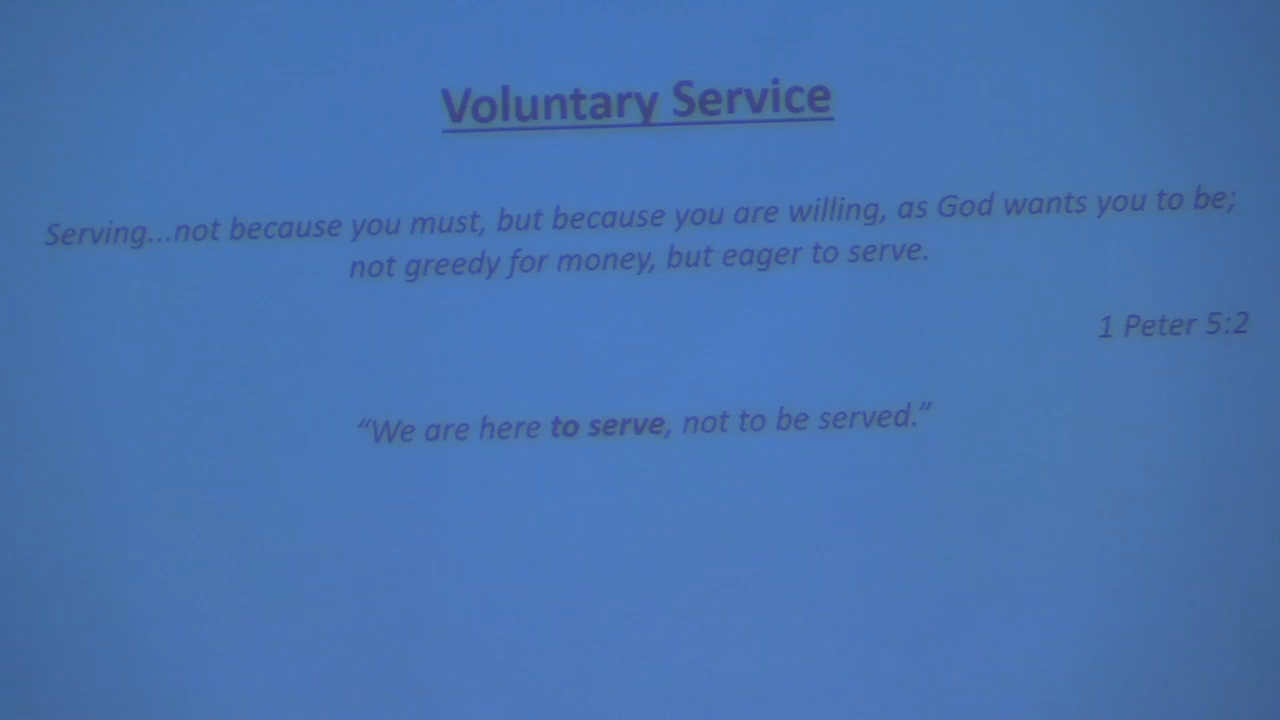 Voluntary Service
Serving...not because you must, but because you are willing, as God wants you to be;
not greedy for money, but eager to serve.
1 Peter 5:2
“We are here to serve, not to be served.”